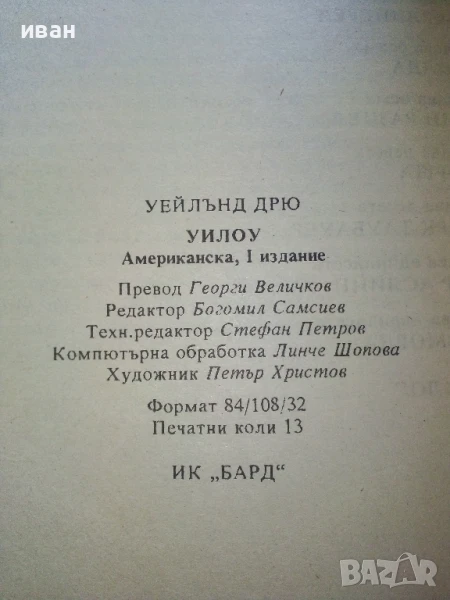 иван
УЕЙЛЪНД ДРЮ
УИЛОУ
Американска, I издание
Превод Георги Величков
Редактор Богомил Самсиев
Техн.редактор Стефан Петров
Компютърна обработка Линче Шопова
Художник Петър Христов
Формат 84/108/32
Печатни коли 13
ИК „БАРД“
BAZAR